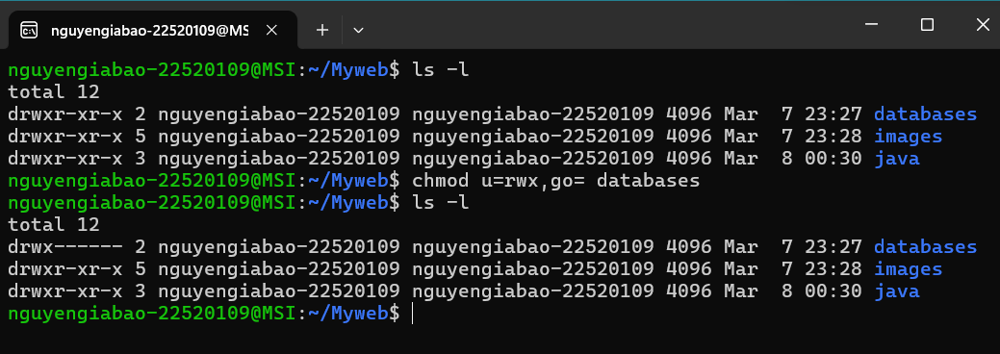 nguyengiabao-22520109@MS
nguyengiabao-22520109@MSI:~/Myweb$ ls -l
total 12
drwxr-xr-x 2 nguyengiabao-22520109 nguyengiabao-22520109 4096 Mar  7 23:27 databases
drwxr-xr-x 5 nguyengiabao-22520109 nguyengiabao-22520109 4096 Mar  7 23:28 images
drwxr-xr-x 3 nguyengiabao-22520109 nguyengiabao-22520109 4096 Mar  8 00:30 java
nguyengiabao-22520109@MSI:~/Myweb$ chmod u=rwx,go= databases
nguyengiabao-22520109@MSI:~/Myweb$ ls -l
total 12
drwx------ 2 nguyengiabao-22520109 nguyengiabao-22520109 4096 Mar  7 23:27 databases
drwxr-xr-x 5 nguyengiabao-22520109 nguyengiabao-22520109 4096 Mar  7 23:28 images
drwxr-xr-x 3 nguyengiabao-22520109 nguyengiabao-22520109 4096 Mar  8 00:30 java
nguyengiabao-22520109@MSI:~/Myweb$